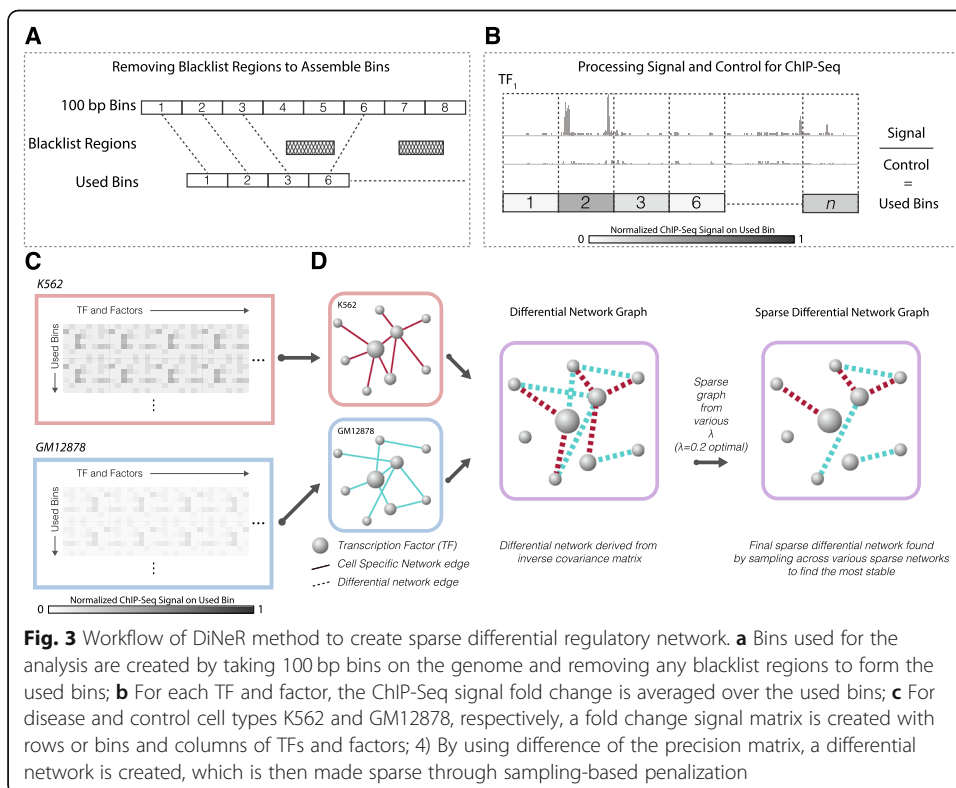 A
Removing Blacklist Regions to Assemble Bins
100 bp Bins
1 2 3 4 5 6 7 8
Blacklist Regions
Used Bins
1 2 3 6
B
Processing Signal and Control for ChIP-Seq
TF1
Signal
Control
=
Used Bins
1 2 3 6 n
Normalized ChIP-Seq Signal on Used Bin
0 1
C
K562
TF and Factors
Used Bins
...
⋮
GM12878
TF and Factors
Used Bins
...
⋮
Normalized ChIP-Seq Signal on Used Bin
0 1
D
K562
GM12878
Transcription Factor (TF)
Cell Specific Network edge
Differential network edge
Differential Network Graph
Differential network derived from
inverse covariance matrix
Sparse
graph
from
various
λ
(λ=0.2 optimal)
Sparse Differential Network Graph
Final sparse differential network found
by sampling across various sparse networks
to find the most stable
Fig. 3 Workflow of DiNeR method to create sparse differential regulatory network. a Bins used for the
analysis are created by taking 100 bp bins on the genome and removing any blacklist regions to form the
used bins; b For each TF and factor, the ChIP-Seq signal fold change is averaged over the used bins; c For
disease and control cell types K562 and GM12878, respectively, a fold change signal matrix is created with
rows or bins and columns of TFs and factors; 4) By using difference of the precision matrix, a differential
network is created, which is then made sparse through sampling-based penalization